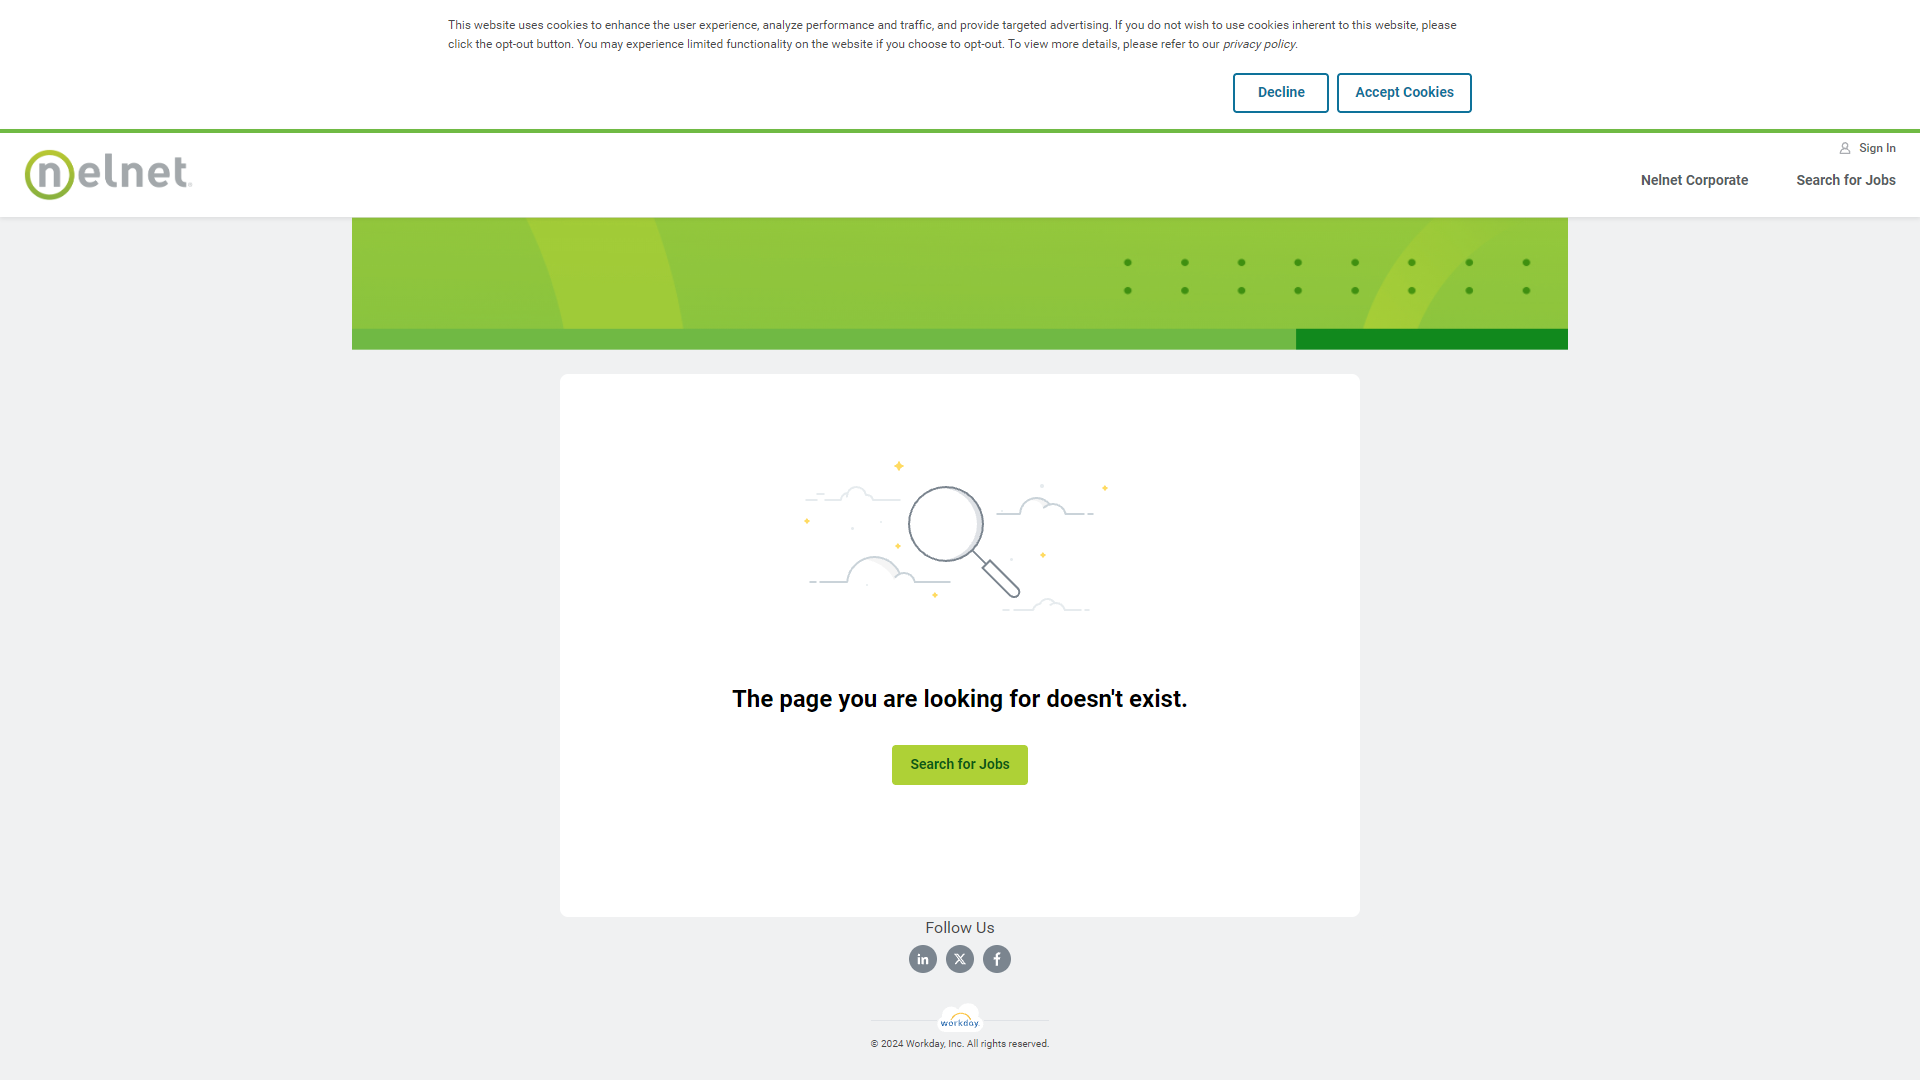 This website uses cookies to enhance the user experience, analyze performance and traffic, and provide targeted advertising. If you do not wish to use cookies inherent to this website, please
click the opt-out button. You may experience limited functionality on the website if you choose to opt-out. To view more details, please refer to our privacy policy.
Decline
Accept Cookies
nelnet
Sign In
Nelnet Corporate
Search for Jobs
The page you are looking for doesn't exist.
Search for Jobs
Follow Us
workday.
© 2024 Workday, Inc. All rights reserved.